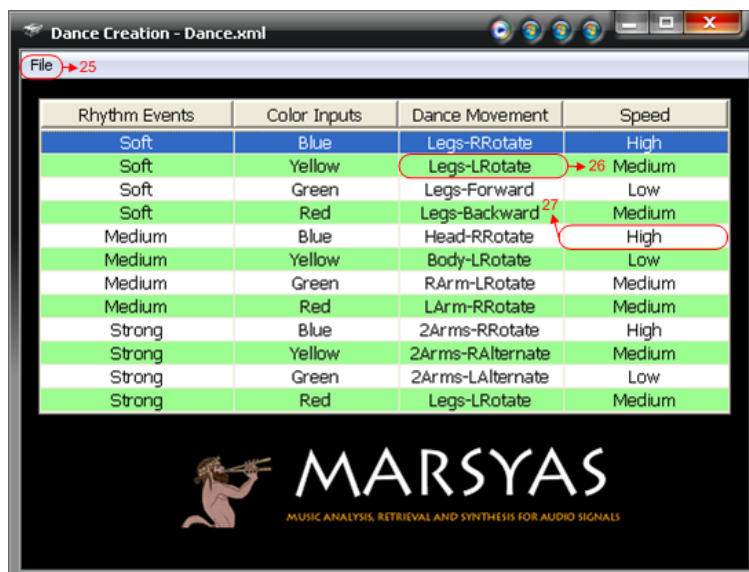 Dance Creation - Dance.xml
File 25
Rhythm Events Color Inputs Dance Movement Speed
Soft Blue Legs-RRotate High
Soft Yellow Legs-LRotate 26 Medium
Soft Green Legs-Forward Low
Soft Red Legs-Backward 27 Medium
Medium Blue Head-RRotate High
Medium Yellow Body-LRotate Low
Medium Green RArm-LRotate Medium
Medium Red LArm-RRotate Medium
Strong Blue 2Arms-RRotate High
Strong Yellow 2Arms-RAlternate Medium
Strong Green 2Arms-LAlternate Low
Strong Red Legs-LRotate Medium
MARSYAS
MUSIC ANALYSIS, RETRIEVAL AND SYNTHESIS FOR AUDIO SIGNALS